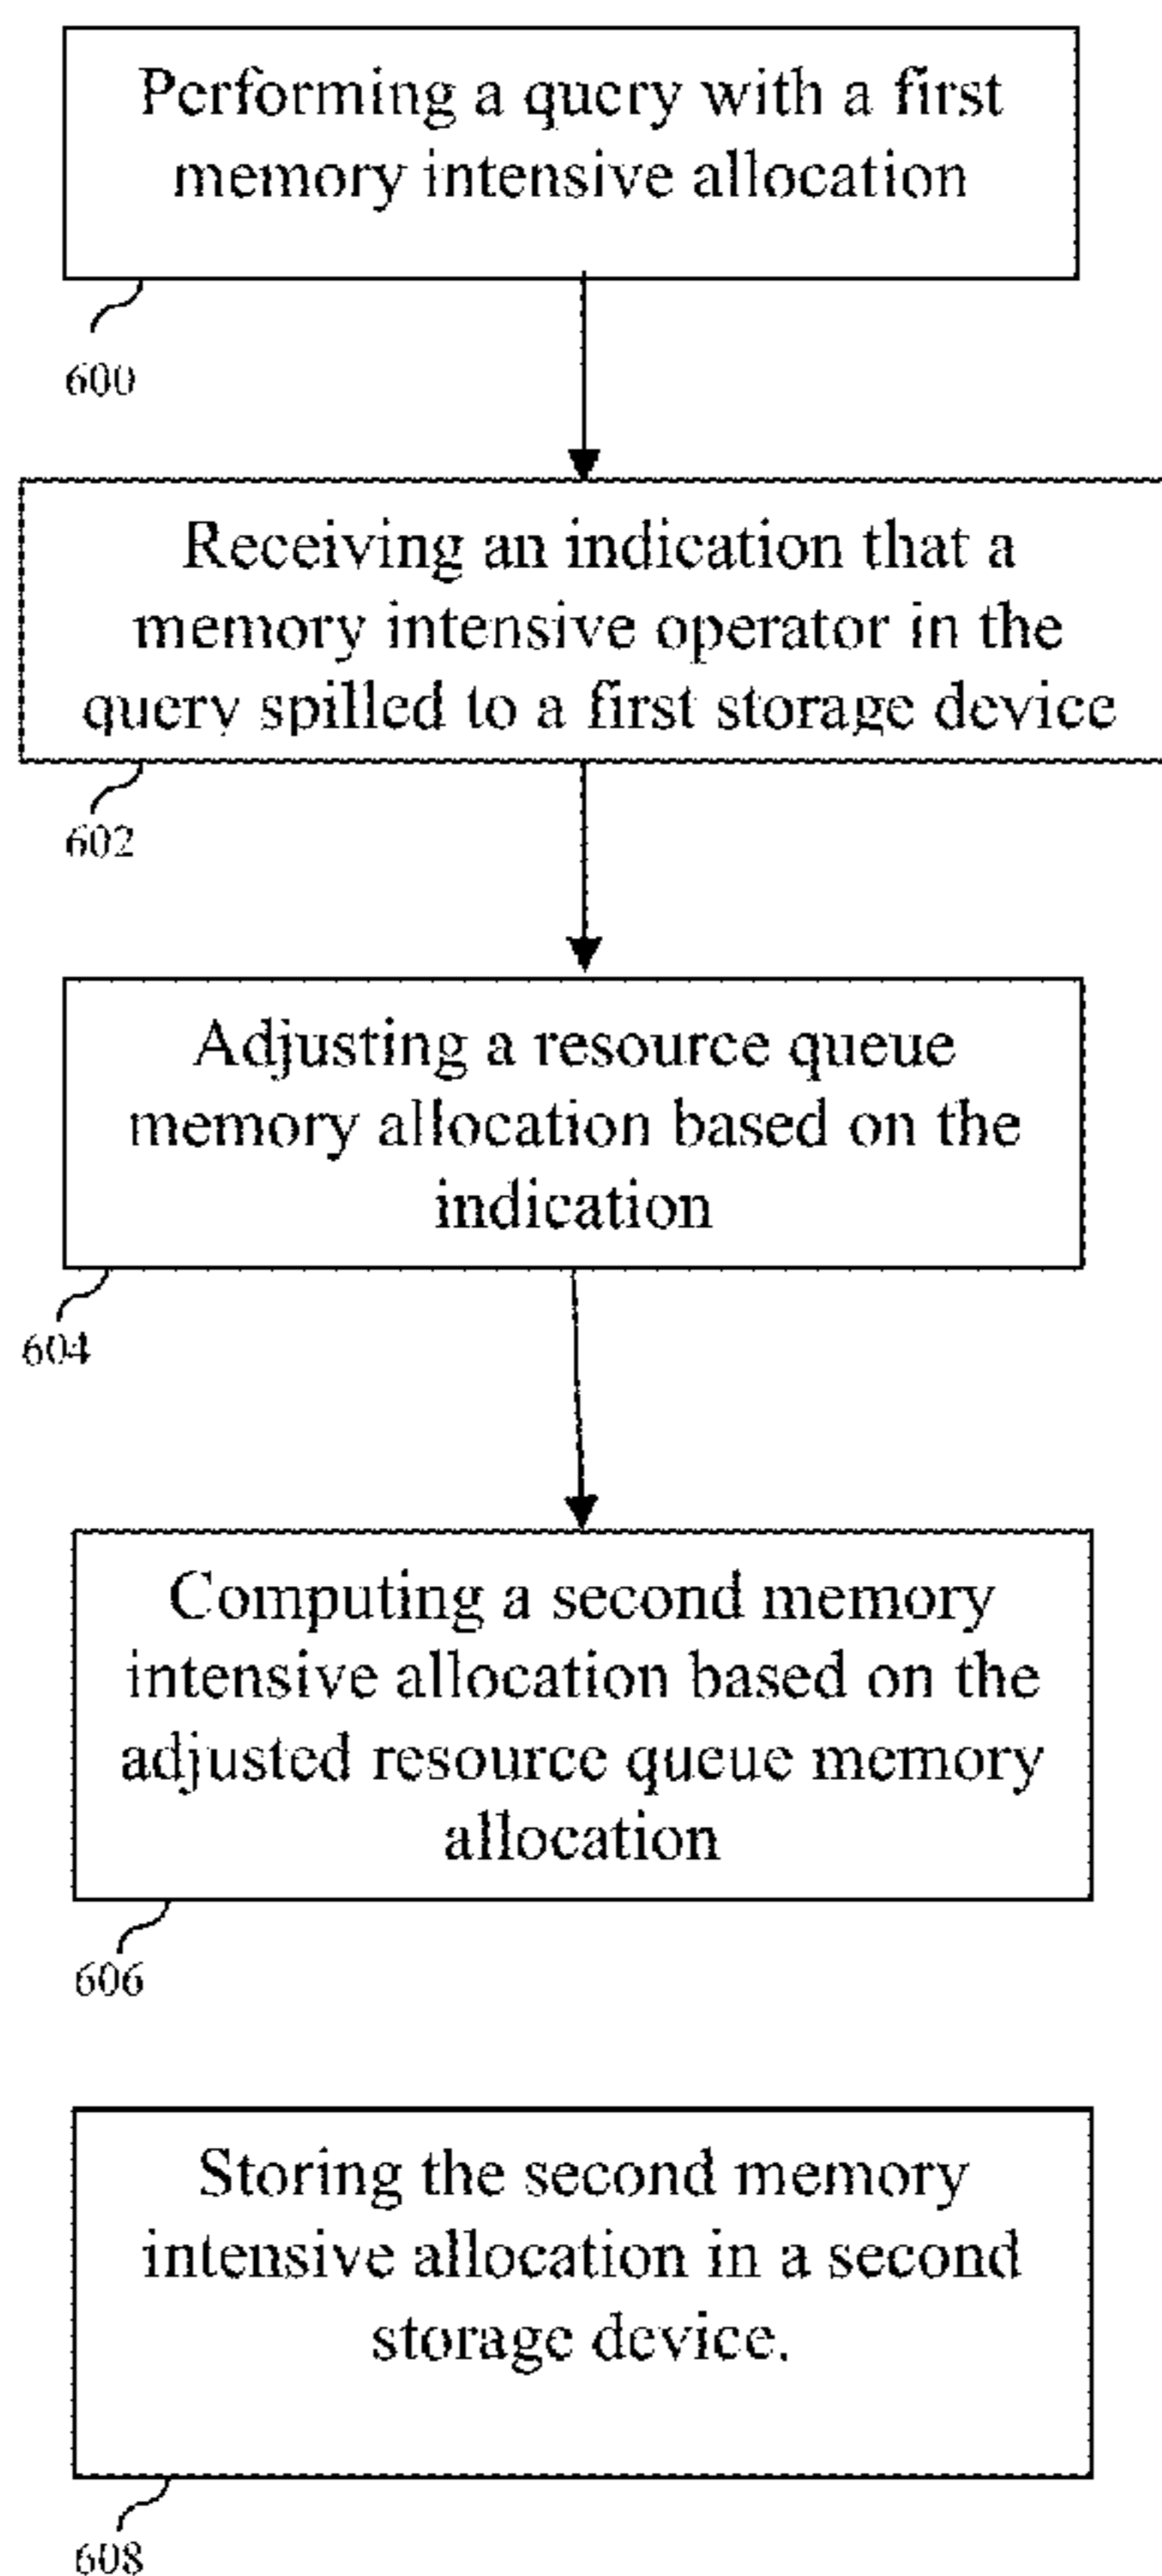 Performing a query with a first
memory intensive allocation
600
Receiving an indication that a
memory intensive operator in the
query spilled to a first storage device
602
Adjusting a resource queue
memory allocation based on the
indication
604
Computing a second memory
intensive allocation based on the
adjusted resource queue memory
allocation
606
Storing the second memory
intensive allocation in a second
storage device.
608